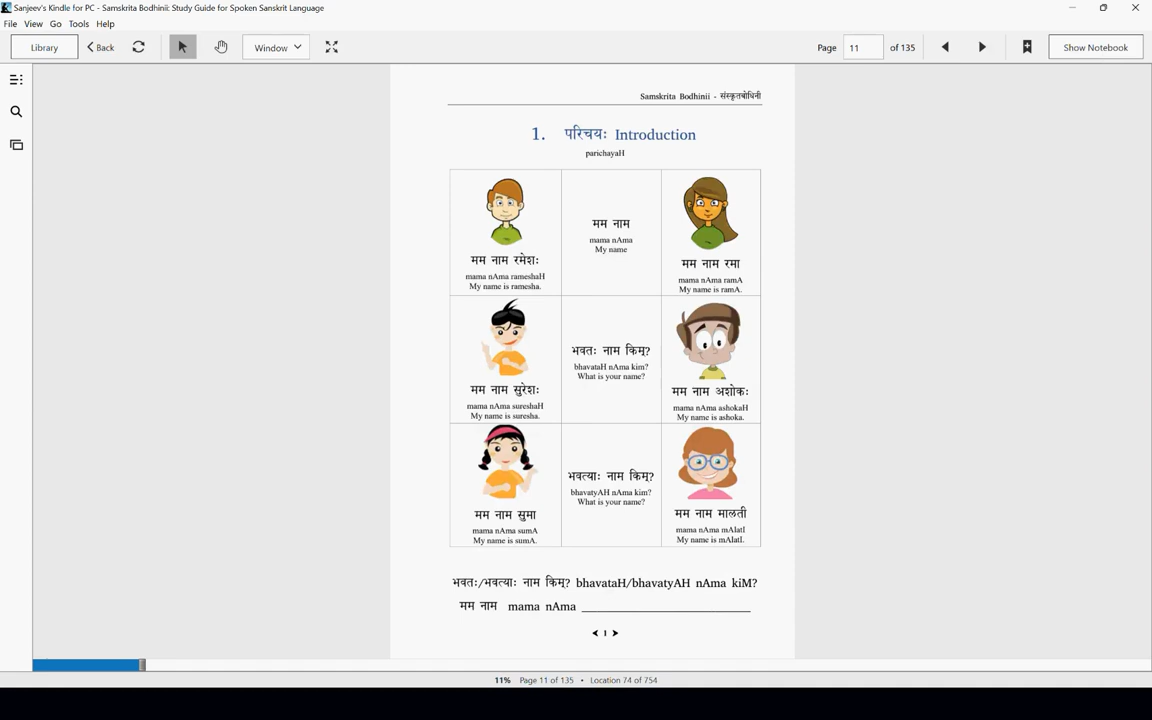 Sanjeev's Kindle for PC - Samskrita Bodhinii: Study Guide for Spoken Sanskrit Language
File View Go Tools Help
Library Back Window Page 11 of 135 Show Notebook
Samskrita Bodhinii - संस्कृतबोधिनी
1. परिचयः Introduction
parichayaH
मम नाम रमेशः
mama nAma rameshaH
My name is ramesha.
मम नाम
mama nAma
My name
मम नाम रमा
mama nAma ramA
My name is ramA.
मम नाम सुरेशः
mama nAma sureshaH
My name is suresha.
भवतः नाम किम्?
bhavataH nAma kim?
What is your name?
मम नाम अशोकः
mama nAma ashokaH
My name is ashoka.
मम नाम सुमा
mama nAma sumA
My name is sumA.
भवत्याः नाम किम्?
bhavatyAH nAma kim?
What is your name?
मम नाम मालती
mama nAma mAlatI
My name is mAlatI.
भवतः/भवत्याः नाम किम्? bhavataH/bhavatyAH nAma kiM?
मम नाम mama nAma ______________________
1
11% Page 11 of 135 • Location 74 of 754